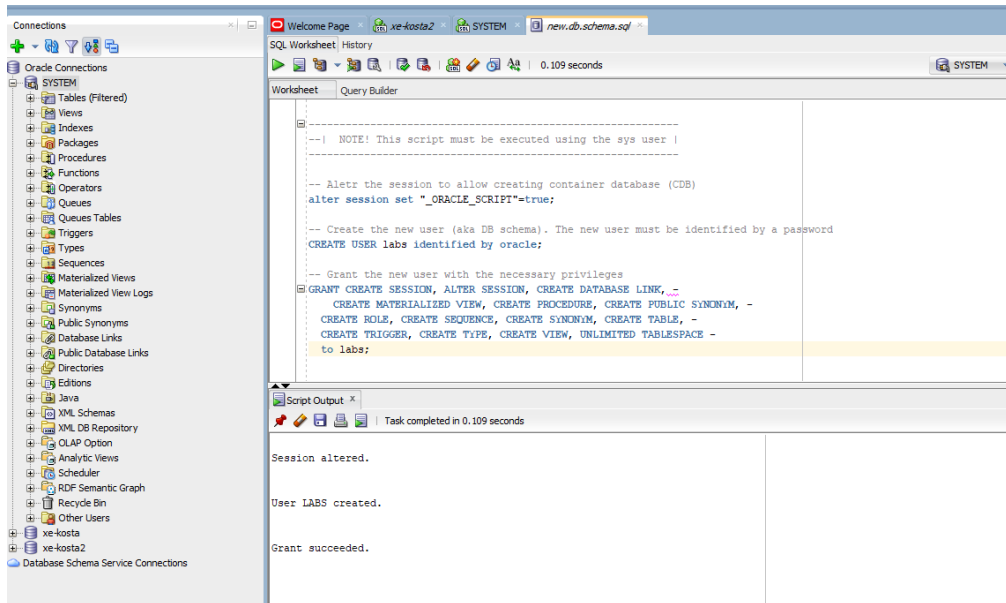 Connections
Oracle Connections
SYSTEM
Tables (Filtered)
Views
Indexes
Packages
Procedures
Functions
Operators
Queues
Queues Tables
Triggers
Types
Sequences
Materialized Views
Materialized View Logs
Synonyms
Public Synonyms
Database Links
Public Database Links
Directories
Editions
Java
XML Schemas
XML DB Repository
OLAP Option
Analytic Views
Scheduler
RDF Semantic Graph
Recycle Bin
Other Users
xe-kosta
xe-kosta2
Database Schema Service Connections
Welcome Page xe-kosta2 SYSTEM new.db.schema.sql
SQL Worksheet History
0.109 seconds SYSTEM
Worksheet Query Builder
--------------------------------------------------------------
--| NOTE! This script must be executed using the sys user |
--------------------------------------------------------------
-- Aletr the session to allow creating container database (CDB)
alter session set "_ORACLE_SCRIPT"=true;
-- Create the new user (aka DB schema). The new user must be identified by a password
CREATE USER labs identified by oracle;
-- Grant the new user with the necessary privileges
GRANT CREATE SESSION, ALTER SESSION, CREATE DATABASE LINK, -
CREATE MATERIALIZED VIEW, CREATE PROCEDURE, CREATE PUBLIC SYNONYM, -
CREATE ROLE, CREATE SEQUENCE, CREATE SYNONYM, CREATE TABLE, -
CREATE TRIGGER, CREATE TYPE, CREATE VIEW, UNLIMITED TABLESPACE -
to labs;
Script Output x
Task completed in 0.109 seconds
Session altered.
User LABS created.
Grant succeeded.